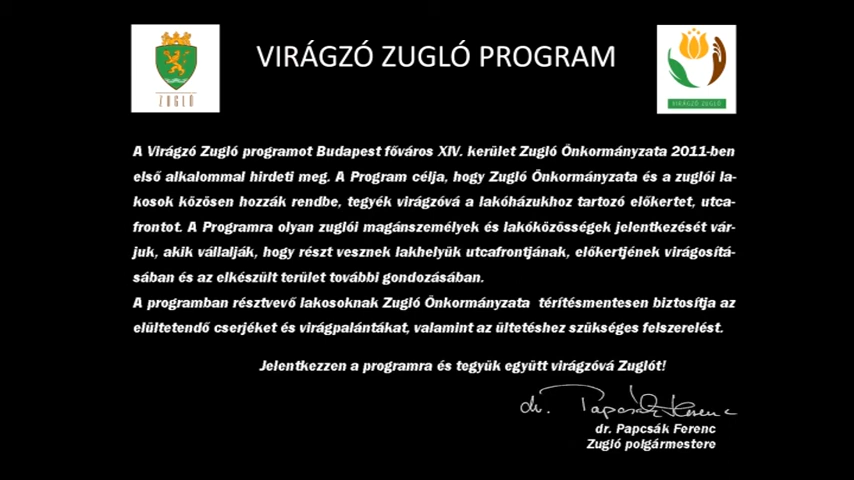 VIRÁGZÓ ZUGLÓ PROGRAM
ZUGLÓ
VIRÁGZÓ ZUGLÓ
A Virágzó Zugló programot Budapest főváros XIV. kerület Zugló Önkormányzata 2011-ben
első alkalommal hirdeti meg. A Program célja, hogy Zugló Önkormányzata és a zuglói la-
kosok közösen hozzák rendbe, tegyék virágzóvá a lakóházukhoz tartozó előkertet, utca-
frontot. A Programra olyan zuglói magánszemélyek és lakóközösségek jelentkezését vár-
juk, akik vállalják, hogy részt vesznek lakhelyük utcafrontjának, előkertjének virágosítá-
sában és az elkészült terület további gondozásában.
A programban résztvevő lakosoknak Zugló Önkormányzata térítésmentesen biztosítja az
elültetendő cserjéket és virágpalántákat, valamint az ültetéshez szükséges felszerelést.
Jelentkezzen a programra és tegyük együtt virágzóvá Zuglót!
dr. Papcsák Ferenc
dr. Papcsák Ferenc
Zugló polgármestere